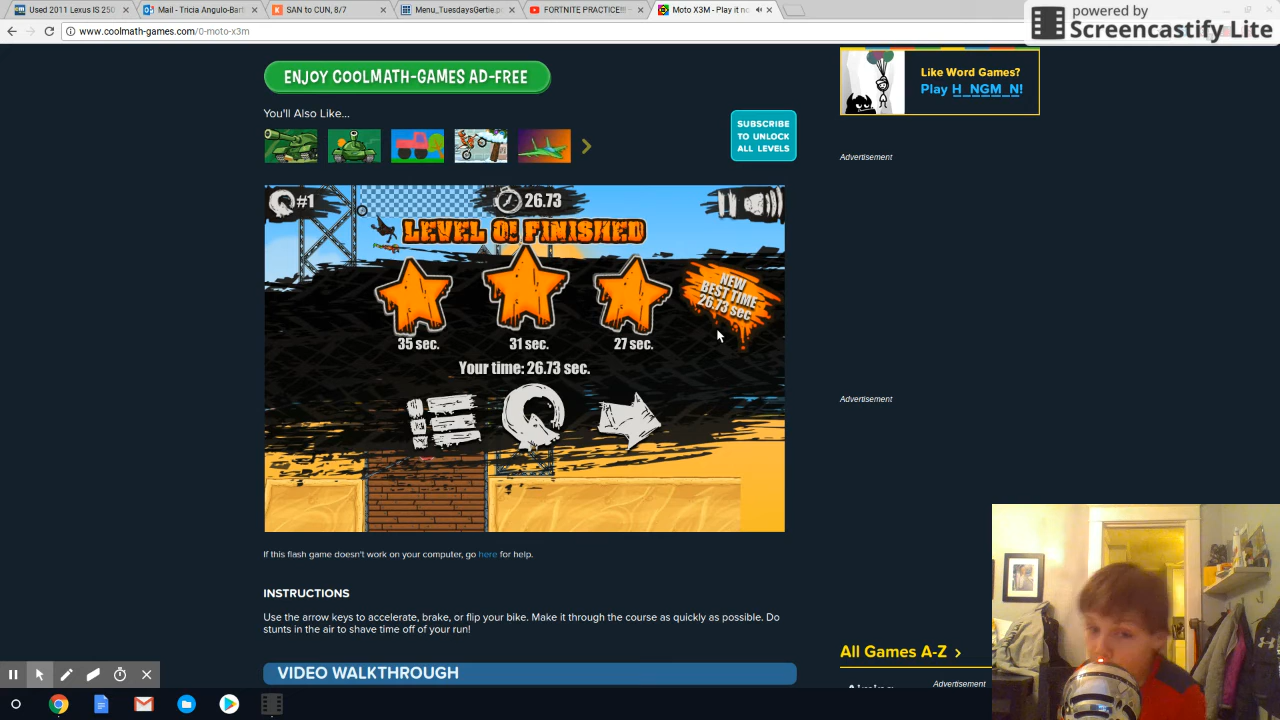 Used 2011 Lexus IS 250
Mail - Tricia Angulo-Bart
SAN to CUN, 8/7
Menu_TuesdaysGertie.p
FORTNITE PRACTICE!!! -
Moto X3M - Play it no
powered by
Screencastify Lite
www.coolmath-games.com/0-moto-x3m
ENJOY COOLMATH-GAMES AD-FREE
Like Word Games?
Play H_NGM_N!
You'll Also Like...
SUBSCRIBE
TO UNLOCK
ALL LEVELS
Advertisement
#1
26.73
LEVEL 01 FINISHED
NEW
BEST TIME
26.73 sec
35 sec.
31 sec.
27 sec.
Your time: 26.73 sec.
Advertisement
If this flash game doesn't work on your computer, go here for help.
INSTRUCTIONS
Use the arrow keys to accelerate, brake, or flip your bike. Make it through the course as quickly as possible. Do
stunts in the air to shave time off of your run!
All Games A-Z >
VIDEO WALKTHROUGH
Advertisement